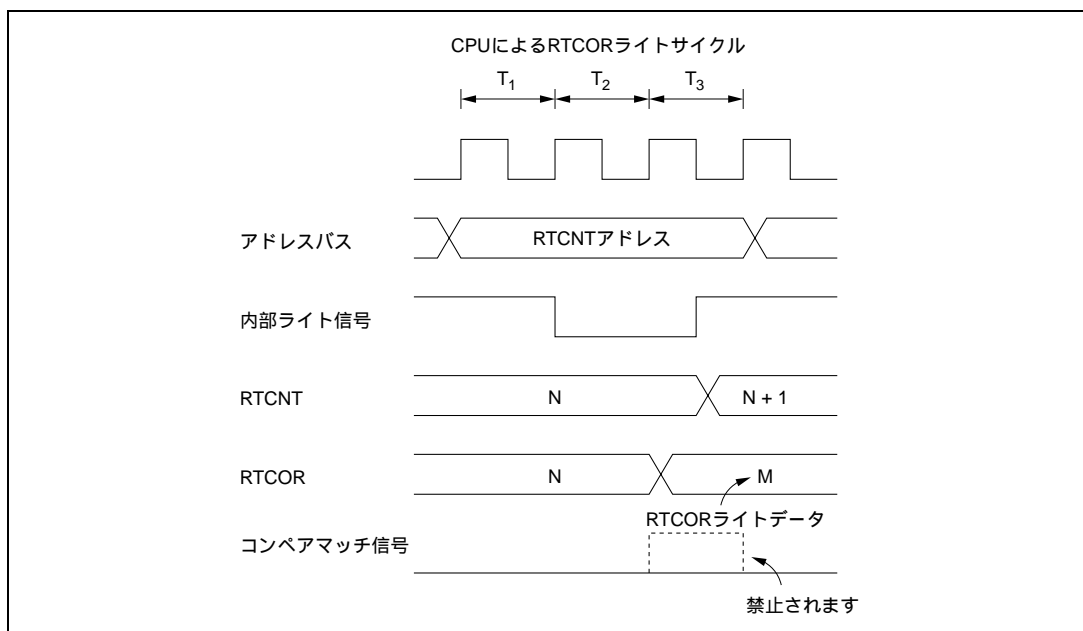 CPUによるRTCORライトサイクル
T1 T2 T3
アドレスバス RTCNTアドレス
内部ライト信号
RTCNT N N + 1
RTCOR N M
RTCORライトデータ
コンペアマッチ信号
禁止されます